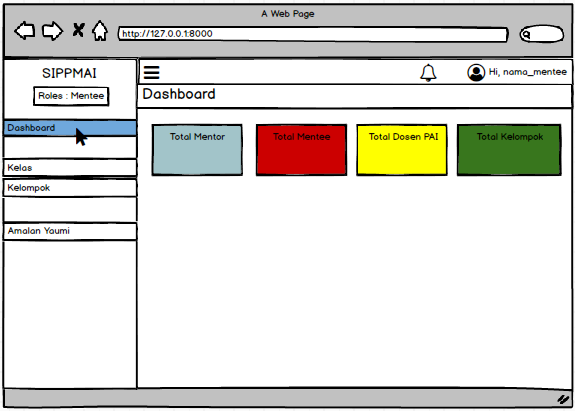 A Web Page
http://127.0.0.1:8000
SIPPMAI
Roles : Mentee
Hi, nama_mentee
Dashboard
Dashboard
Kelas
Kelompok
Amalan Yaumi
Total Mentor
Total Mentee
Total Dosen PAI
Total Kelompok